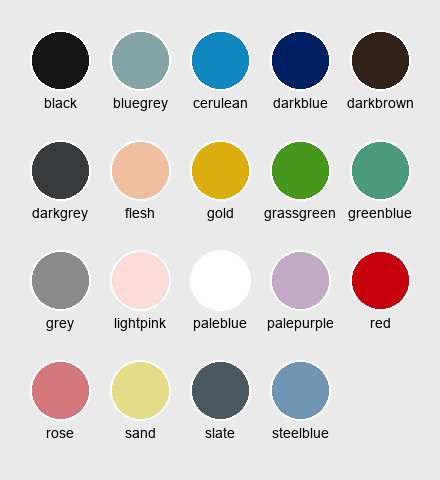 black bluegrey cerulean darkblue darkbrown
darkgrey flesh gold grassgreen greenblue
grey lightpink paleblue palepurple red
rose sand slate steelblue